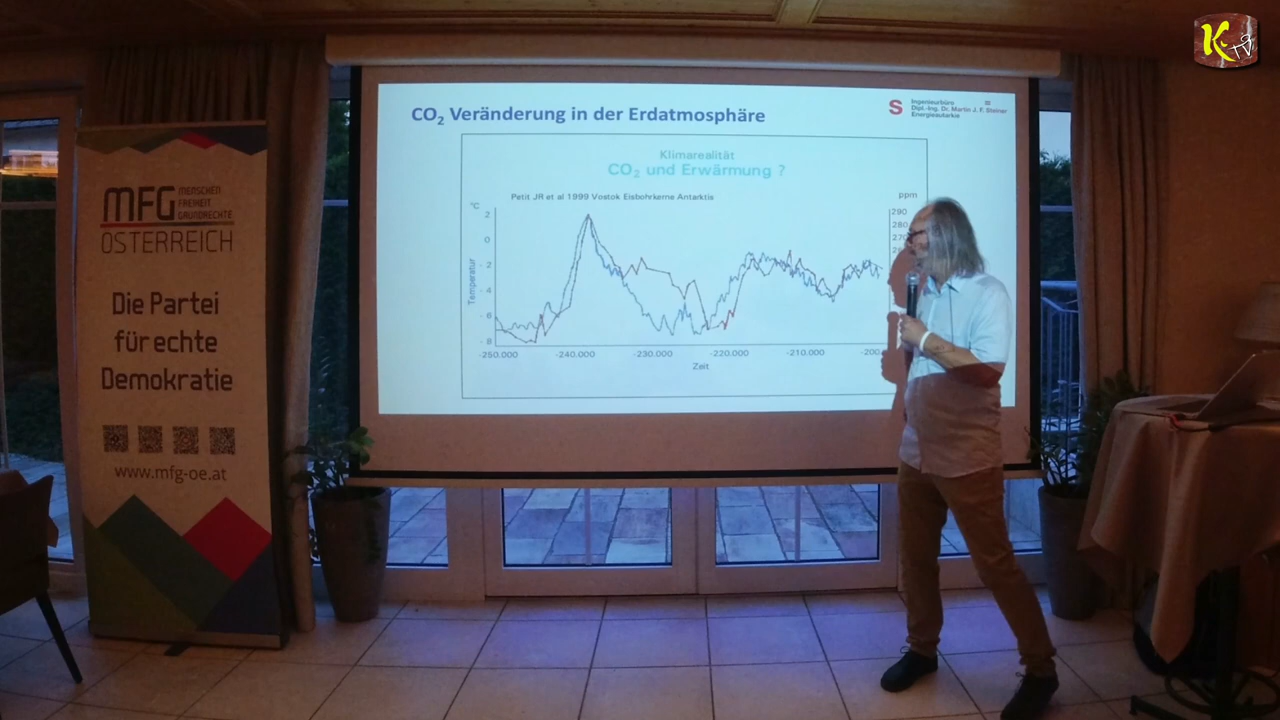 K
TV
CO₂ Veränderung in der Erdatmosphäre
S
Ingenieurbüro
Dipl.-Ing. Dr. Martin J. F. Steiner
Energieautarkie
Klimarealität
CO₂ und Erwärmung ?
Petit JR et al 1999 Vostok Eisbohrkerne Antarktis
°C
ppm
2
0
2
-4
-6
-8
Temperatur
290
280
-250.000 -240.000 -230.000 -220.000 -210.000
Zeit
MFG
MENSCHEN
FREIHEIT
GRUNDRECHTE
ÖSTERREICH
Die Partei
für echte
Demokratie
www.mfg-oe.at